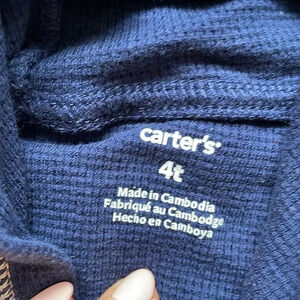 carter's
4t
Made in Cambodia
Fabriqué au Cambodge
Hecho en Camboya